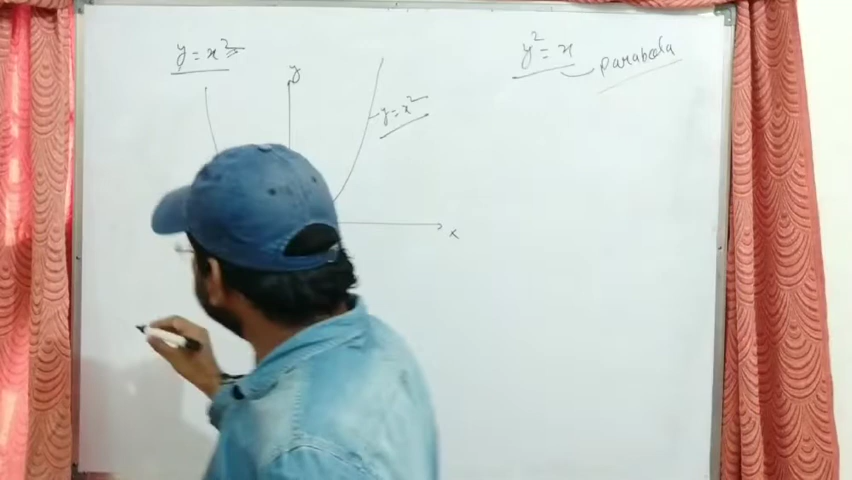 y = x²
y
y = x²
x
y² = x
parabola